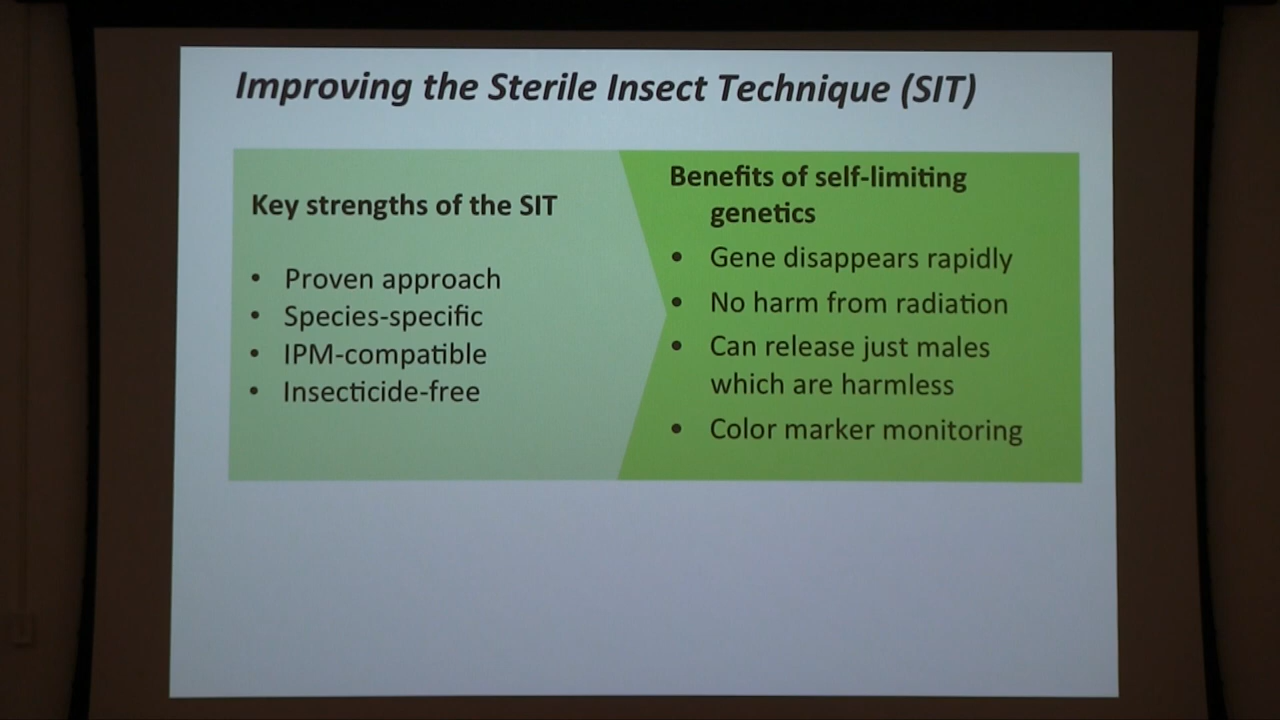 Improving the Sterile Insect Technique (SIT)
Key strengths of the SIT
• Proven approach
• Species-specific
• IPM-compatible
• Insecticide-free
Benefits of self-limiting
genetics
• Gene disappears rapidly
• No harm from radiation
• Can release just males
which are harmless
• Color marker monitoring